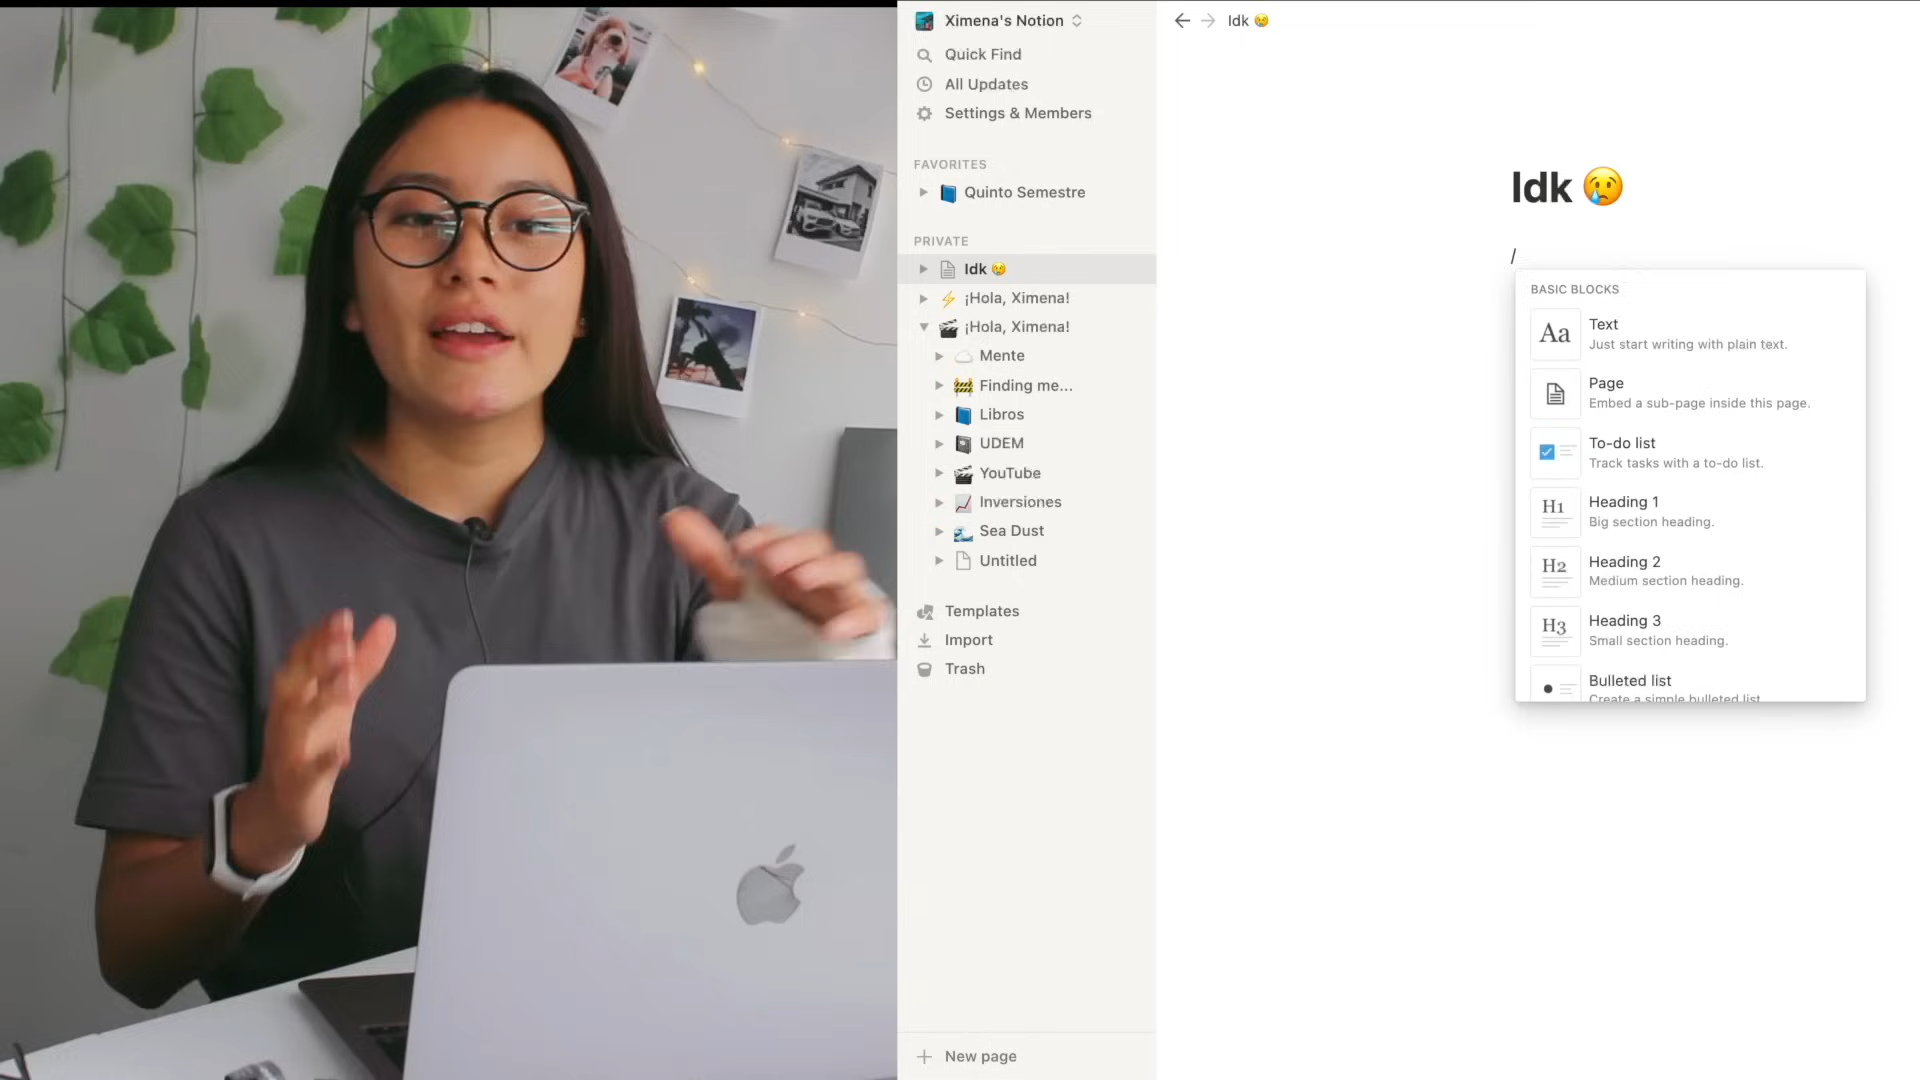 Ximena's Notion
Quick Find
All Updates
Settings & Members
FAVORITES
Quinto Semestre
PRIVATE
Idk 😢
¡Hola, Ximena!
¡Hola, Ximena!
Mente
Finding me...
Libros
UDEM
YouTube
Inversiones
Sea Dust
Untitled
Templates
Import
Trash
New page
Idk 😢
Idk 😢
/
BASIC BLOCKS
Text
Just start writing with plain text.
Page
Embed a sub-page inside this page.
To-do list
Track tasks with a to-do list.
Heading 1
Big section heading.
Heading 2
Medium section heading.
Heading 3
Small section heading.
Bulleted list
Create a simple bulleted list
Aa
H1
H2
H3